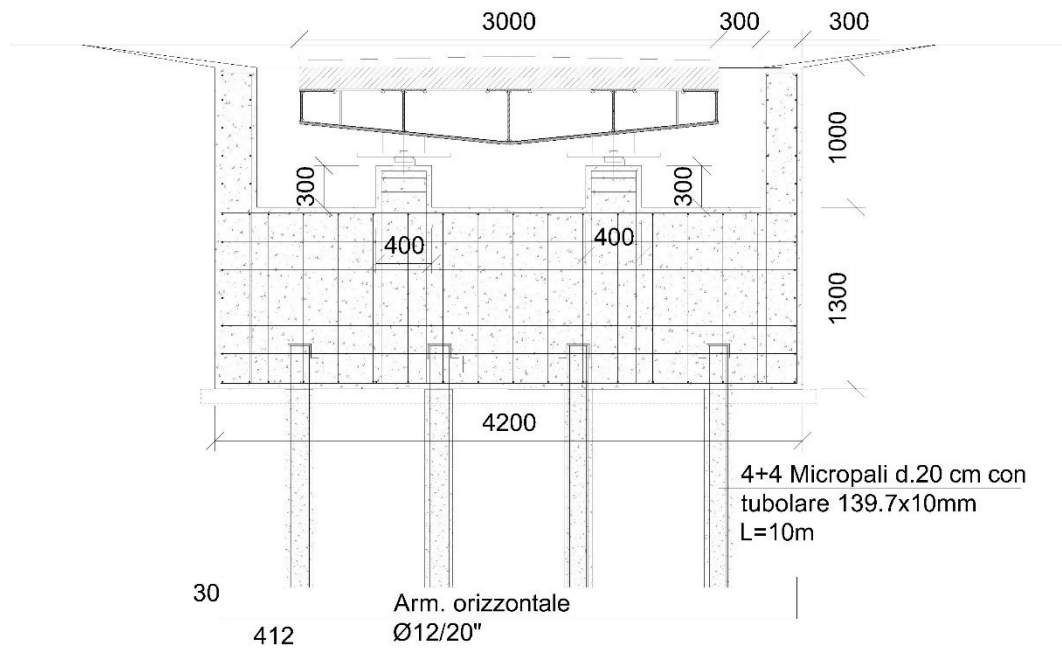 3000
300
300
1000
300
300
400
400
1300
4200
4+4 Micropali d.20 cm con
tubolare 139.7x10mm
L=10m
30
Arm. orizzontale
Ø12/20"
412